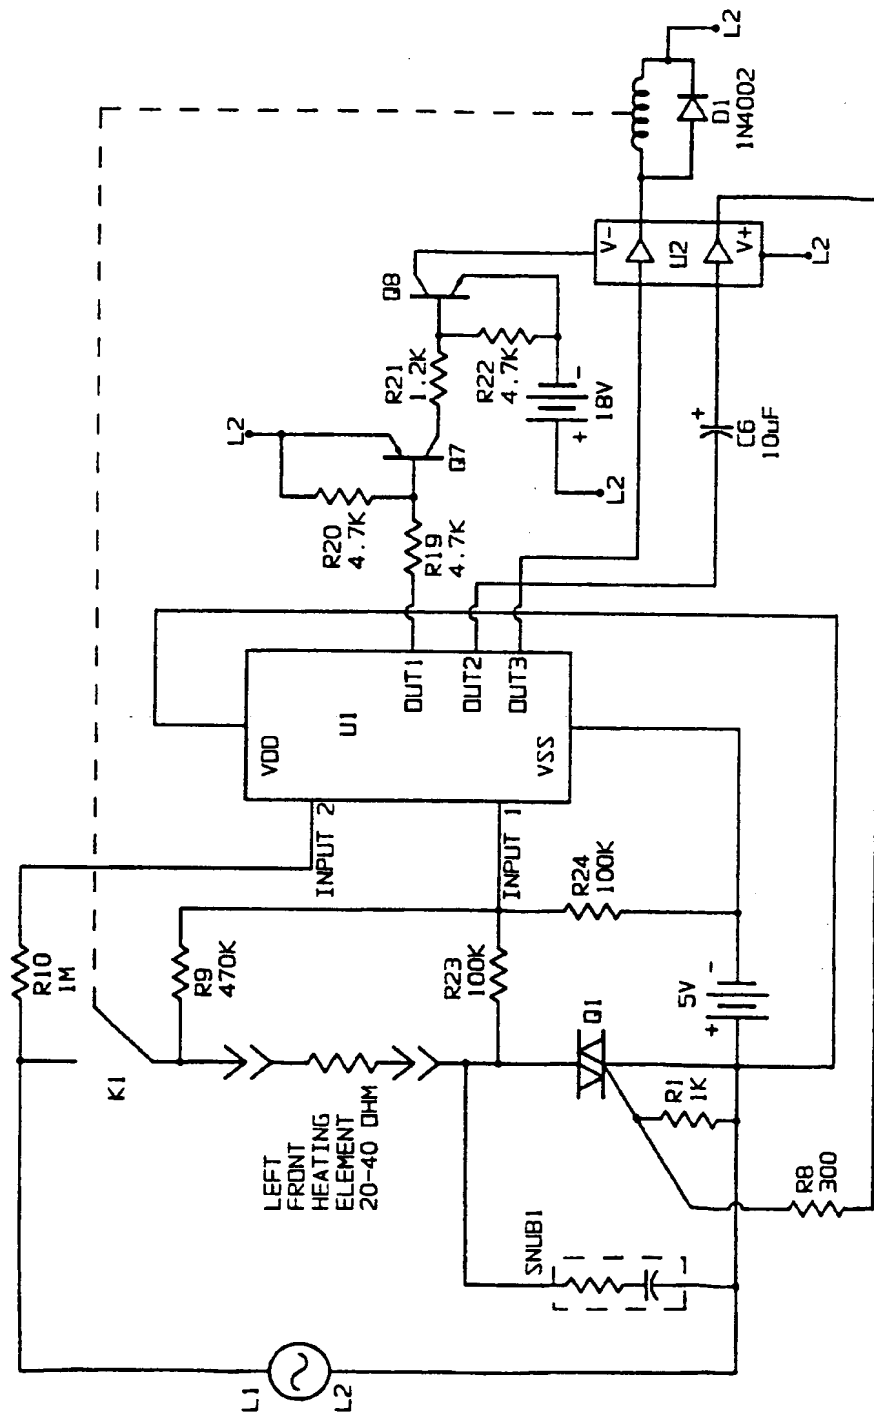 L1
L2
R10
1M
K1
R9
470K
LEFT
FRONT
HEATING
ELEMENT
20-40 OHM
SNUB1
R23
100K
Q1
R1
1K
R8
300
5V
+
-
R24
100K
INPUT 2
INPUT 1
VDD
U1
VSS
OUT1
OUT2
OUT3
R20
4.7K
R19
4.7K
L2
Q7
R21
1.2K
Q8
R22
4.7K
+
-
18V
L2
+
C6
10uF
V-
U2
V+
L2
D1
1N4002
L2